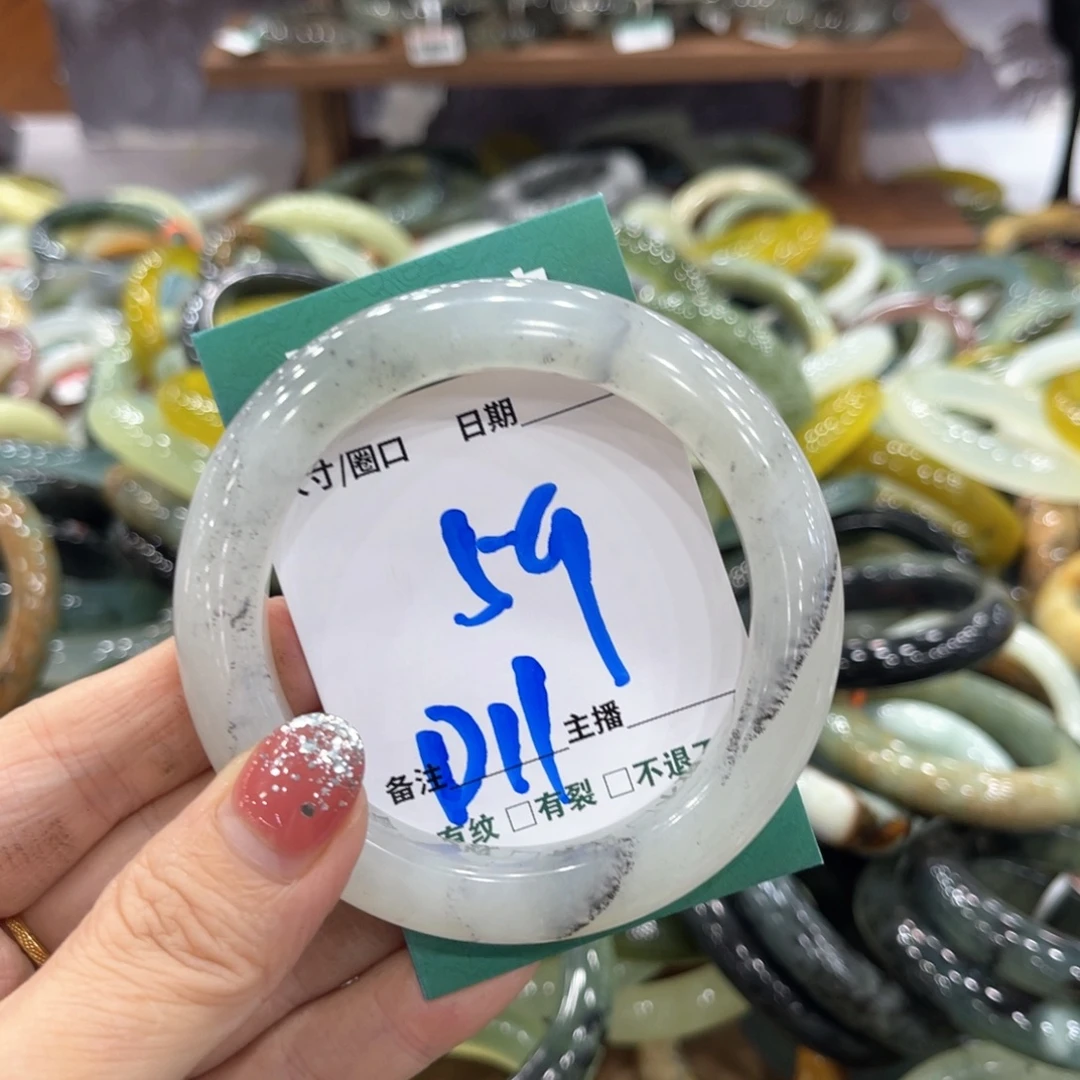 寸/圈口 日期
59
D11
备注 主播
有纹 □有裂 □不退